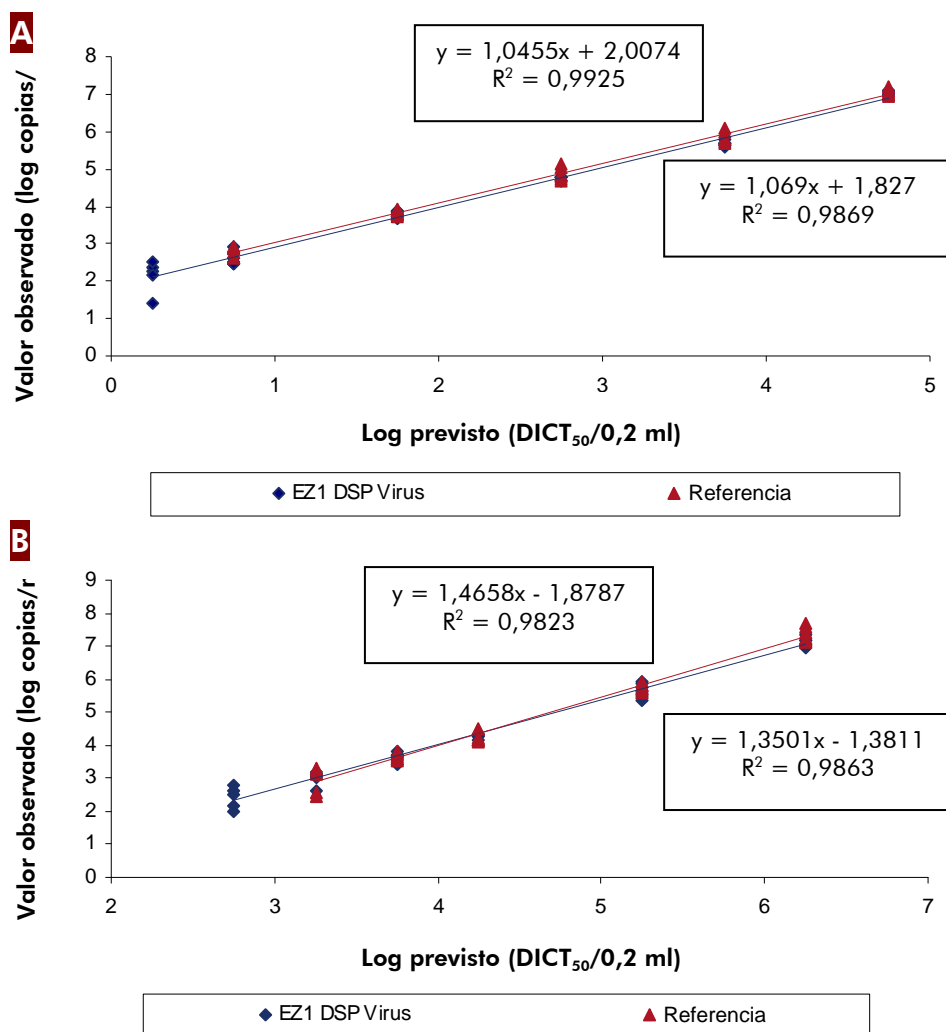 A
Valor observado (log copias/
8
7
6
5
4
3
2
1
0
y = 1,0455x + 2,0074
R² = 0,9925
y = 1,069x + 1,827
R² = 0,9869
0 1 2 3 4 5
Log previsto (DICT₅₀/0,2 ml)
EZ1 DSP Virus Referencia
B
Valor observado (log copias/r
9
8
7
6
5
4
3
2
1
0
y = 1,4658x - 1,8787
R² = 0,9823
y = 1,3501x - 1,3811
R² = 0,9863
2 3 4 5 6 7
Log previsto (DICT₅₀/0,2 ml)
EZ1 DSP Virus Referencia